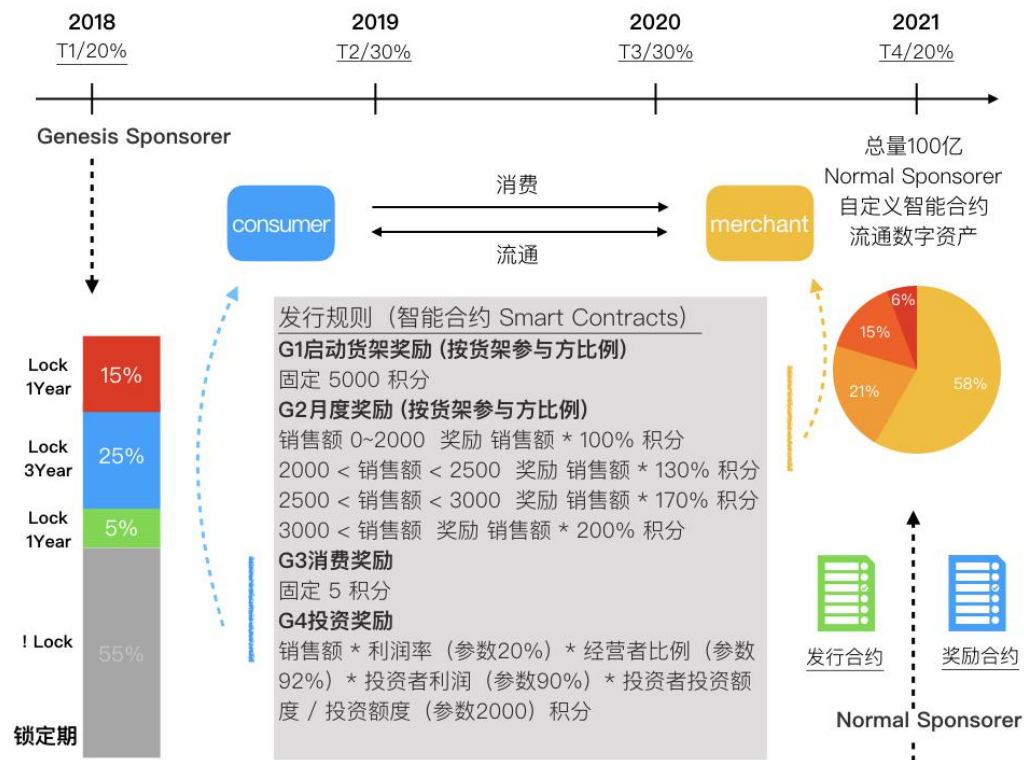 2018
T1/20%
2019
T2/30%
2020
T3/30%
2021
T4/20%
Genesis Sponsorer
consumer
消费
流通
merchant
总量100亿
Normal Sponsorer
自定义智能合约
流通数字资产
Lock
1Year
15%
Lock
3Year
25%
Lock
1Year
5%
! Lock
55%
锁定期
发行规则（智能合约 Smart Contracts）
G1启动货架奖励 (按货架参与方比例)
固定 5000 积分
G2月度奖励 (按货架参与方比例)
销售额 0~2000 奖励 销售额 * 100% 积分
2000 < 销售额 < 2500 奖励 销售额 * 130% 积分
2500 < 销售额 < 3000 奖励 销售额 * 170% 积分
3000 < 销售额 奖励 销售额 * 200% 积分
G3消费奖励
固定 5 积分
G4投资奖励
销售额 * 利润率（参数20%）* 经营者比例（参数
92%）* 投资者利润（参数90%）* 投资者投资额
度 / 投资额度（参数2000）积分
6%
15%
21%
58%
发行合约
奖励合约
Normal Sponsorer